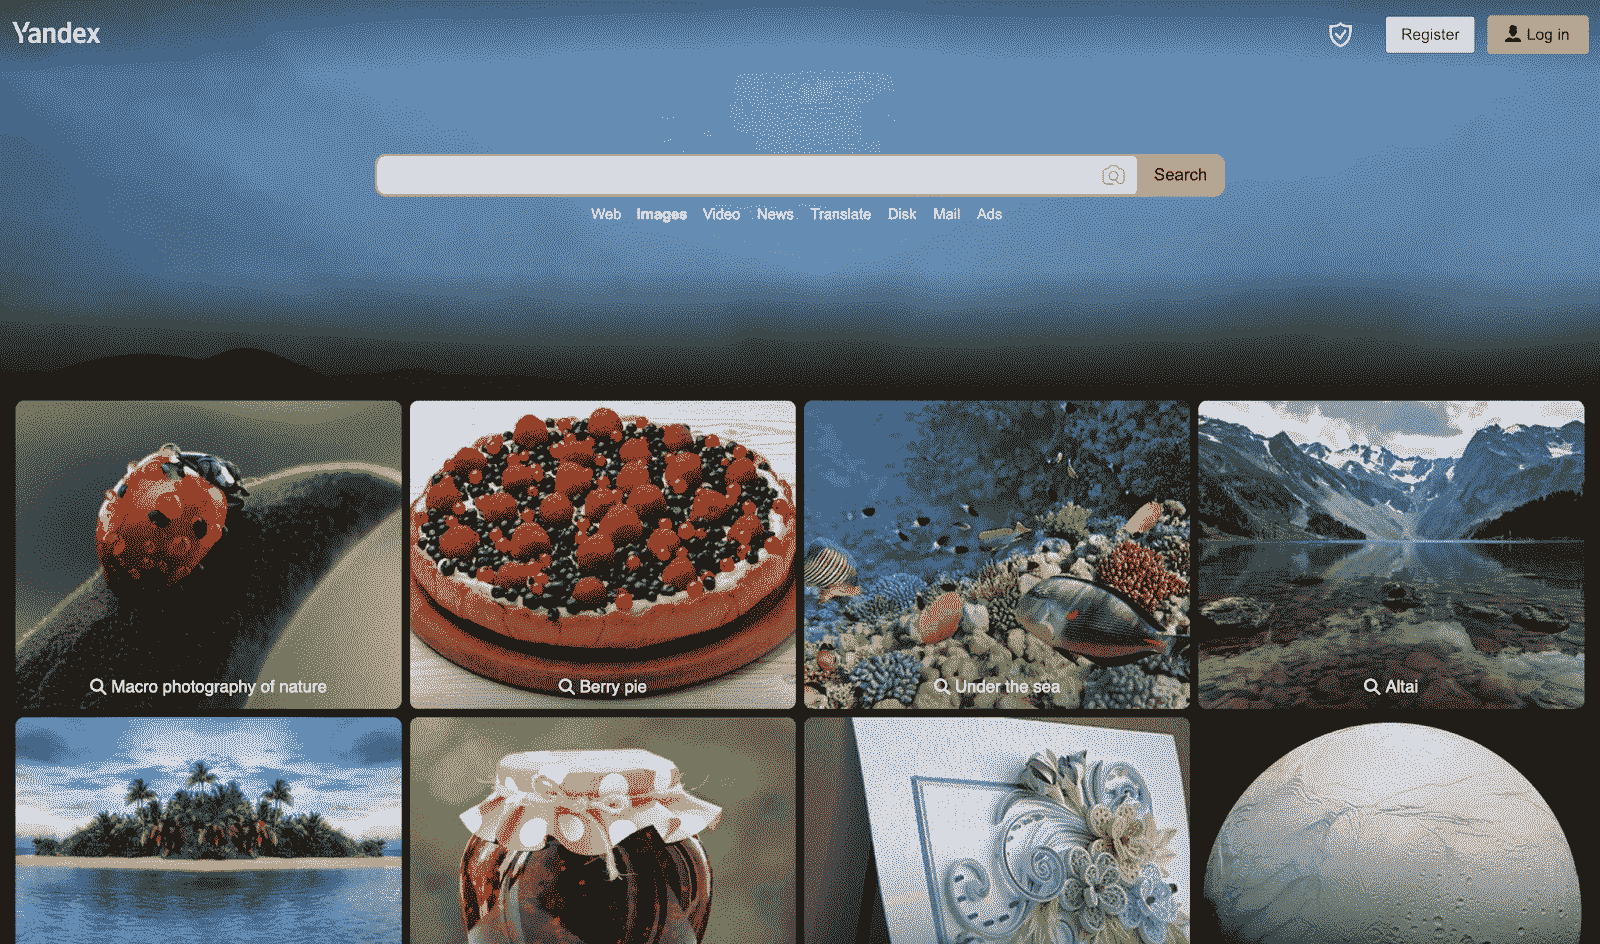 Yandex
Register
Log in
Search
Web Images Video News Translate Disk Mail Ads
Macro photography of nature
Berry pie
Under the sea
Altai